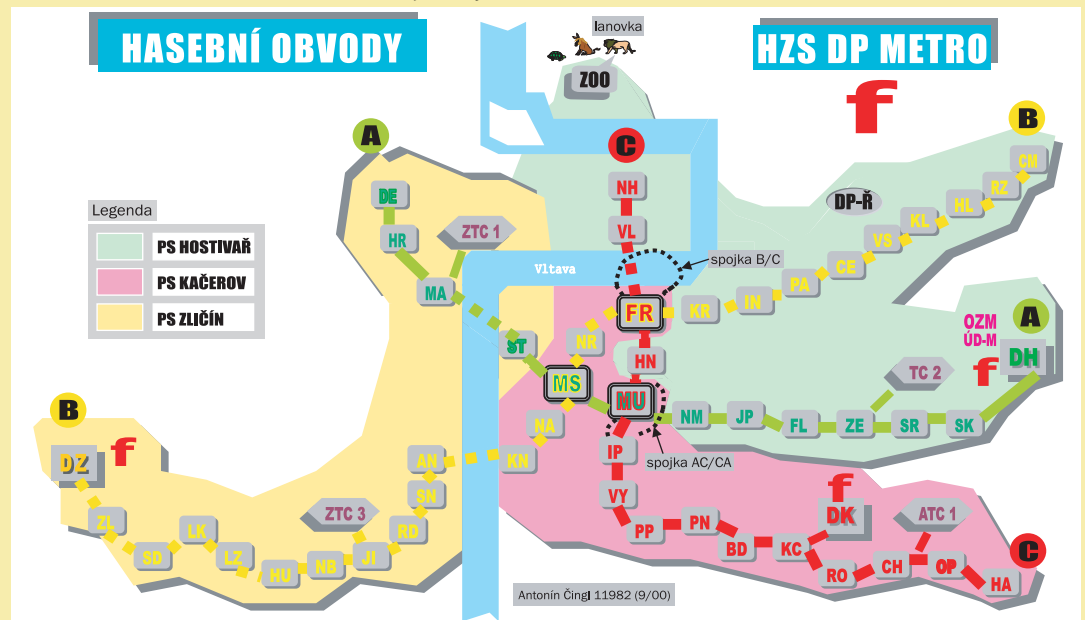 HASEBNÍ OBVODY
lanovka
HZS DP METRO
ZOO
f
A
C
B
DE
NH
CM
RZ
HL
KL
VS
CE
PA
IN
KR
DP-Ř
Legenda
PS HOSTIVAŘ
PS KAČEROV
PS ZLIČÍN
HR
ZTC 1
MA
VL
spojka B/C
Vltava
FR
NR
HN
ST
MS
MU
OZM
ÚD-M
A
DH
f
TC 2
NM
JP
FL
ZE
SR
SK
B
DZ
f
NA
KN
AN
SN
RD
ZTC 3
JI
NB
HU
LZ
LK
SD
ZL
spojka AC/CA
IP
VY
PP
PN
BD
KC
f
DK
ATC 1
RO
CH
OP
HA
C
Antonín Čingl 11982 (9/00)